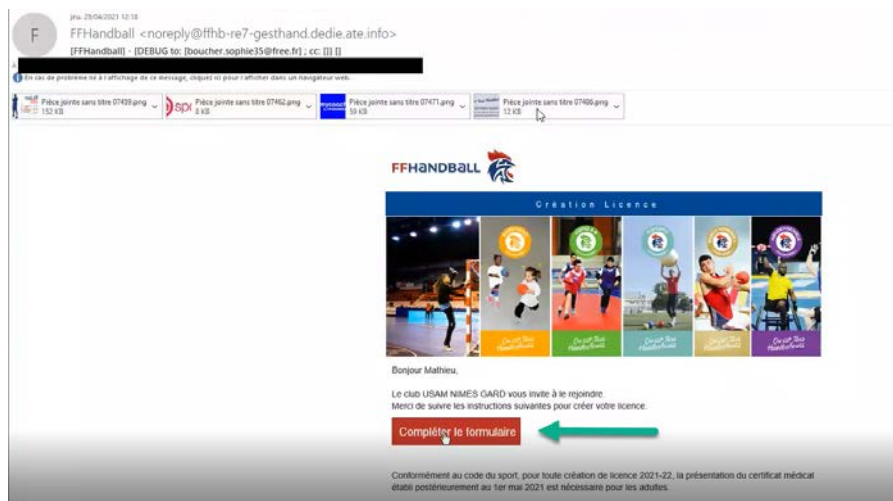 jeu. 29/04/2021 12:18
F
FFHandball <noreply@ffhb-re7-gesthand.dedie.ate.info>
[FFHandball] - [DEBUG to: [boucher.sophie35@free.fr] ; cc: []] []
En cas de problème lié à l'affichage de ce message, cliquez ici pour l'afficher dans un navigateur web.
Pièce jointe sans titre 07459.png
152 KB
Pièce jointe sans titre 07462.png
8 KB
Pièce jointe sans titre 07471.png
59 KB
Pièce jointe sans titre 07486.png
12 KB
FFHANDBALL
Création Licence
Bonjour Mathieu,
Le club USAM NIMES GARD vous invite à le rejoindre.
Merci de suivre les instructions suivantes pour créer votre licence.
Compléter le formulaire
Conformément au code du sport, pour toute création de licence 2021-22, la présentation du certificat médical
établi postérieurement au 1er mai 2021 est nécessaire pour les adultes.